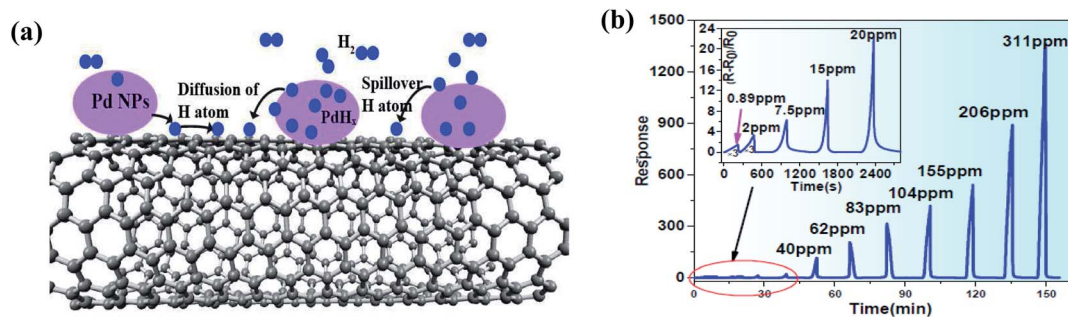 (a)
H2
Pd NPs
Diffusion of
H atom
Spillover
H atom
PdHx
(b)
Response
1500
1200
900
600
300
0
0
30
60
90
120
150
Time(min)
40ppm
62ppm
83ppm
104ppm
155ppm
206ppm
311ppm
(R-R0)/R0
24
20
16
12
8
4
0
0
600
1200
1800
2400
Time(s)
0.89ppm
2ppm
7.5ppm
15ppm
20ppm
-3
-3